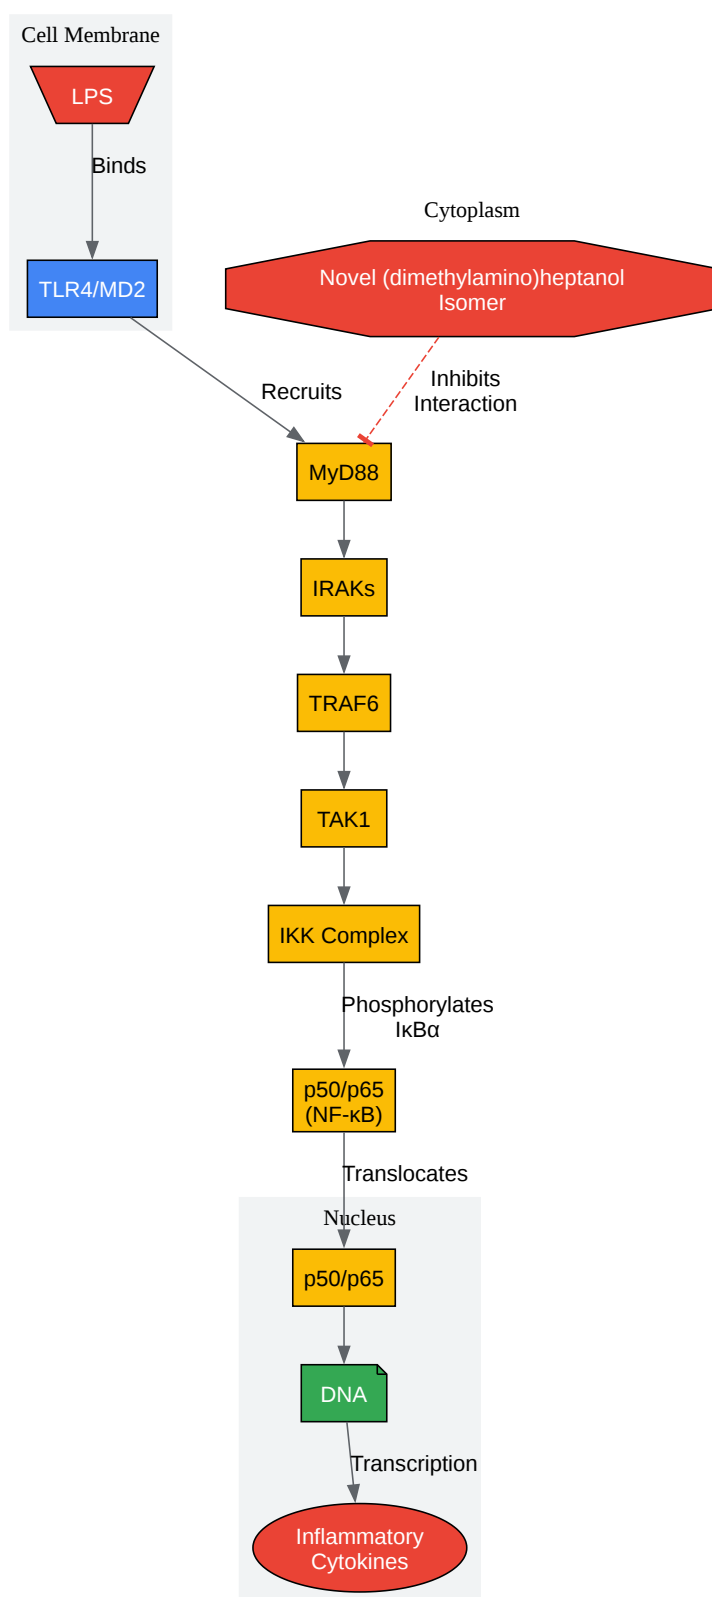 Cell Membrane
LPS
Binds
TLR4/MD2
Cytoplasm
Novel (dimethylamino)heptanol
Isomer
Recruits
Inhibits
Interaction
MyD88
IRAKs
TRAF6
TAK1
IKK Complex
Phosphorylates
IκBα
p50/p65
(NF-κB)
Translocates
Nucleus
p50/p65
DNA
Transcription
Inflammatory
Cytokines